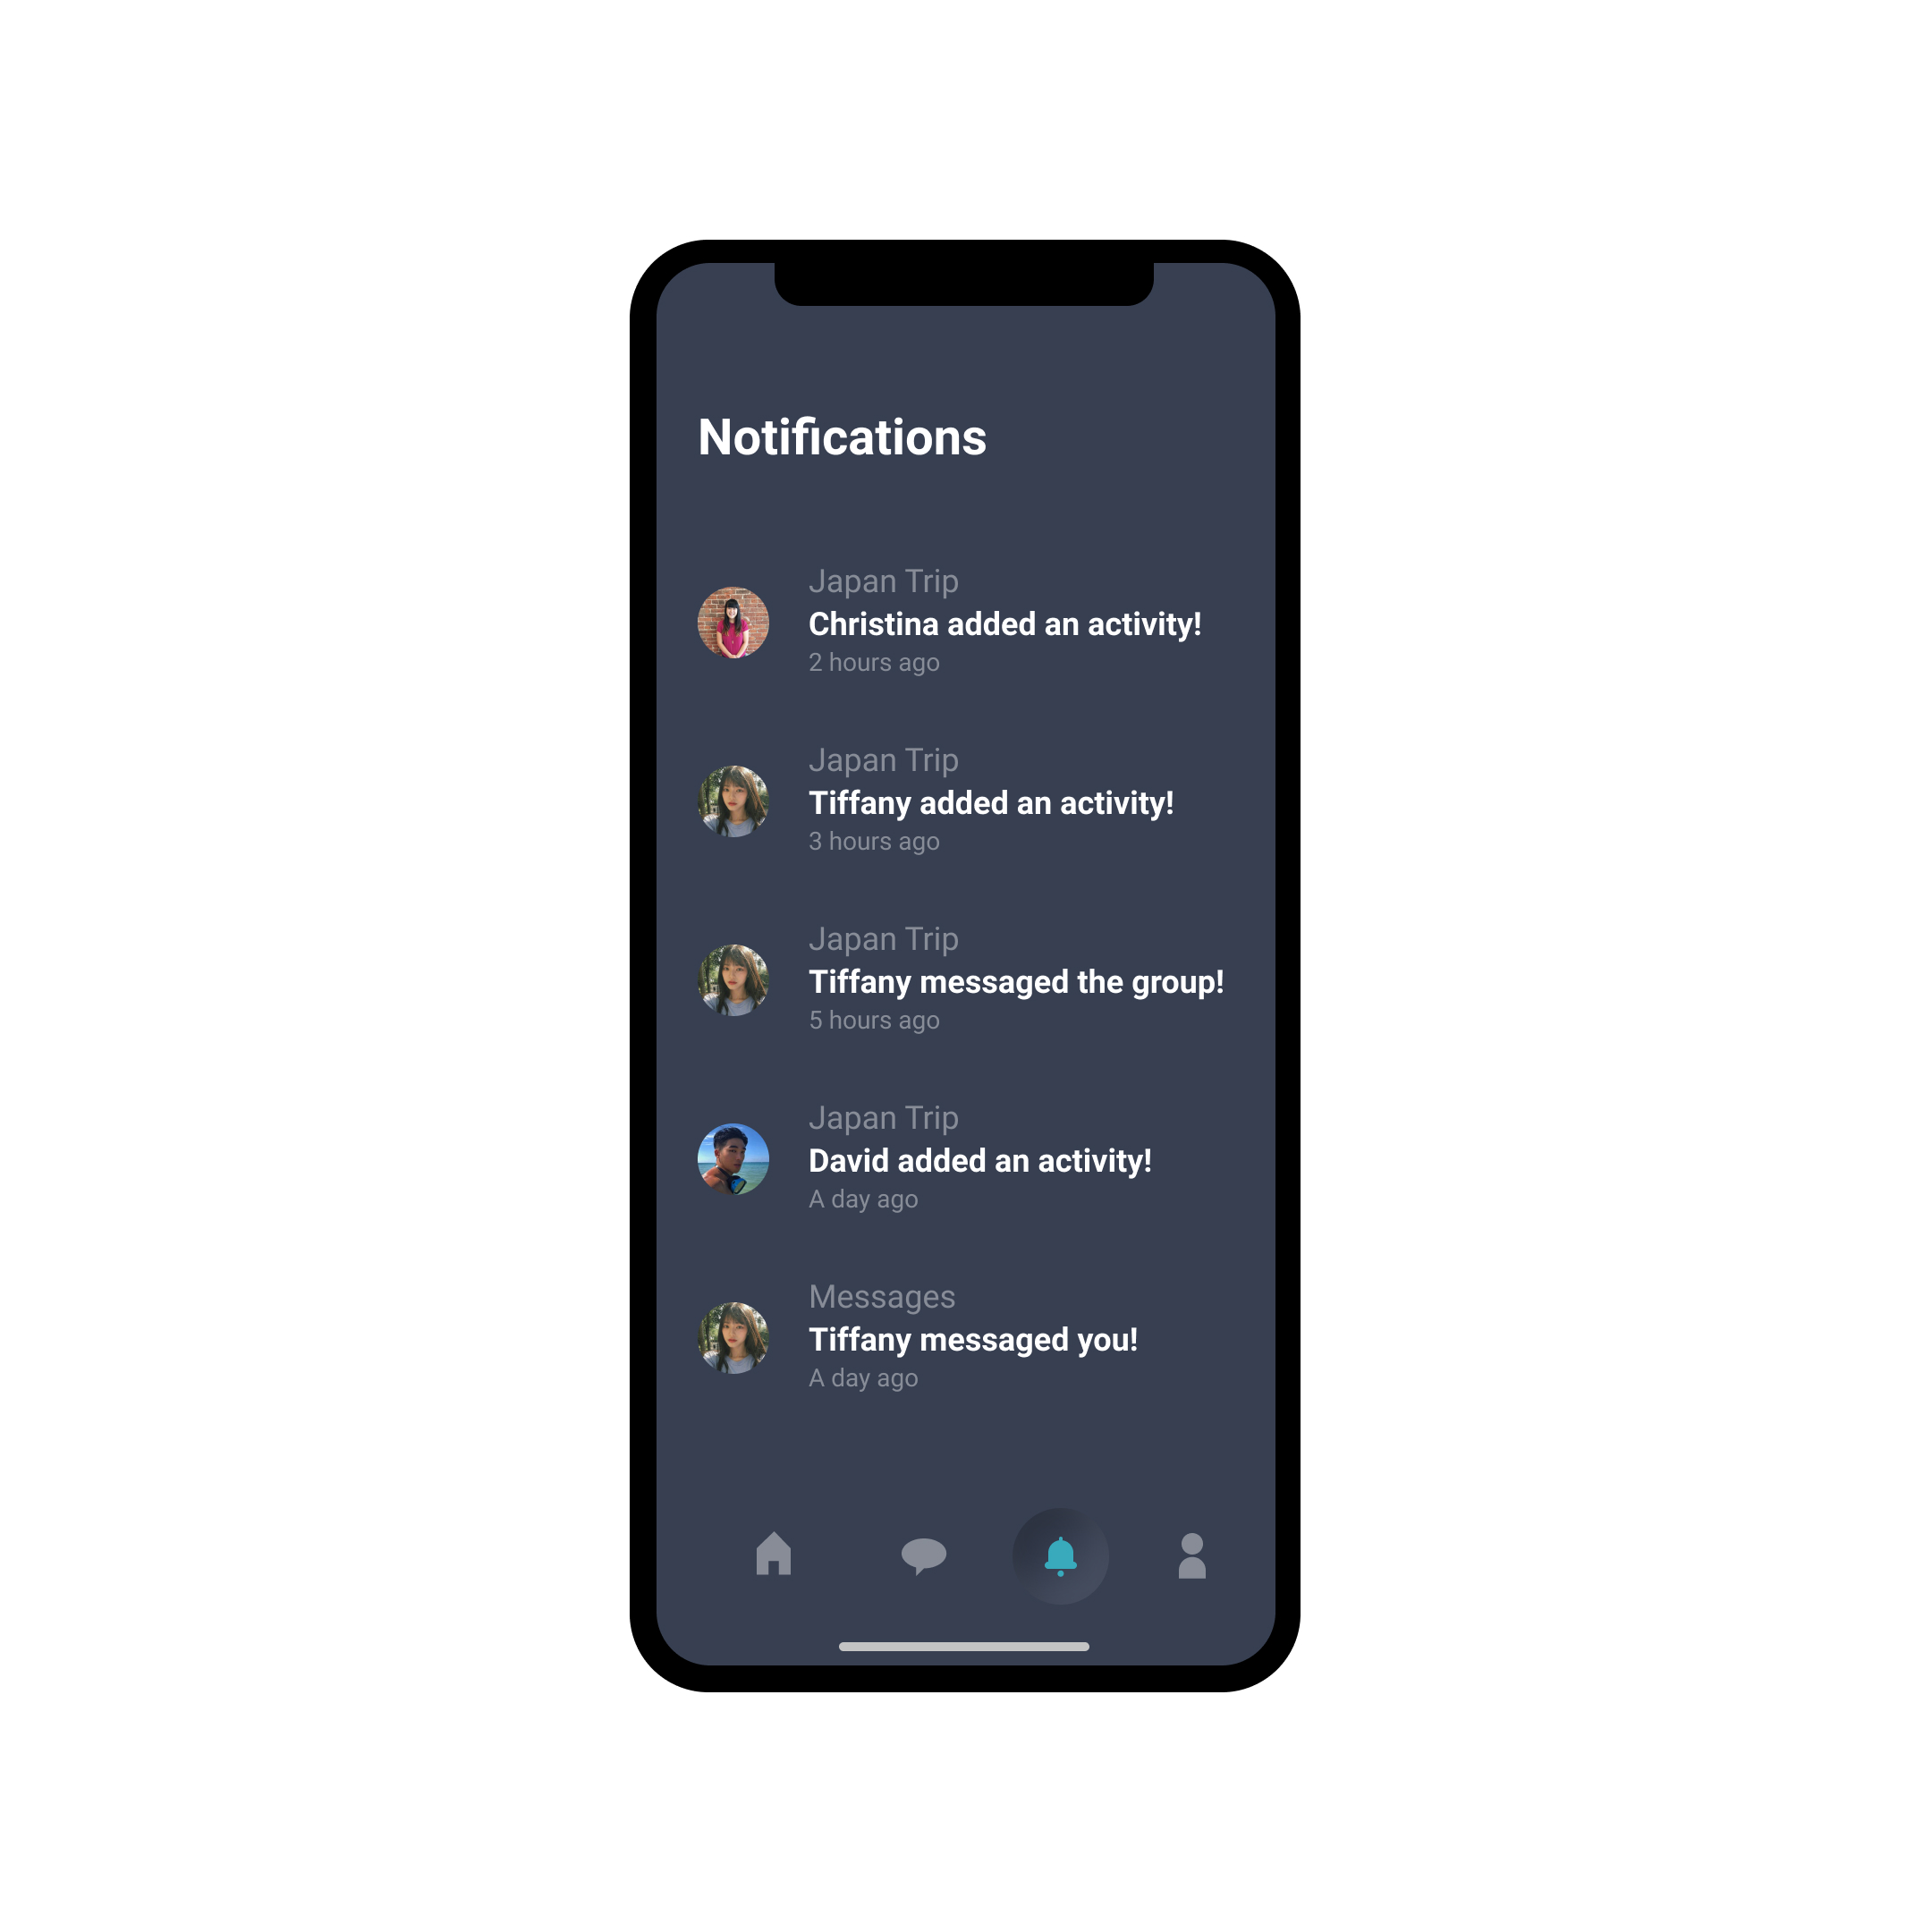 Notifications
Japan Trip
Christina added an activity!
2 hours ago
Japan Trip
Tiffany added an activity!
3 hours ago
Japan Trip
Tiffany messaged the group!
5 hours ago
Japan Trip
David added an activity!
A day ago
Messages
Tiffany messaged you!
A day ago